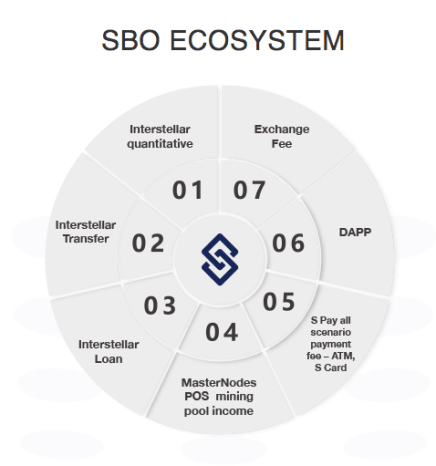 SBO ECOSYSTEM
Interstellar
quantitative
01
Interstellar
Transfer
02
Interstellar
Loan
03
MasterNodes
POS mining
pool income
04
S Pay all
scenario
payment
fee – ATM,
S Card
05
DAPP
06
Exchange
Fee
07